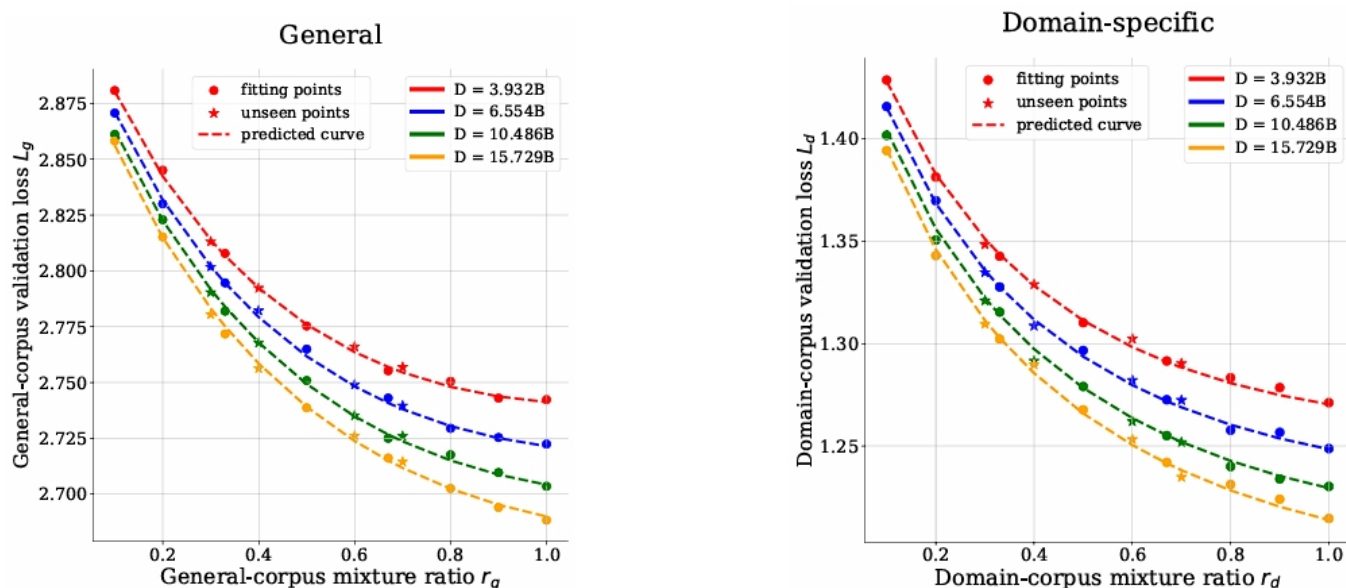 General
General-corpus validation loss L_g
2.875
2.850
2.825
2.800
2.775
2.750
2.725
2.700
fitting points
unseen points
predicted curve
D = 3.932B
D = 6.554B
D = 10.486B
D = 15.729B
0.2 0.4 0.6 0.8 1.0
General-corpus mixture ratio r_g
Domain-specific
Domain-corpus validation loss L_d
1.40
1.35
1.30
1.25
fitting points
unseen points
predicted curve
D = 3.932B
D = 6.554B
D = 10.486B
D = 15.729B
0.2 0.4 0.6 0.8 1.0
Domain-corpus mixture ratio r_d